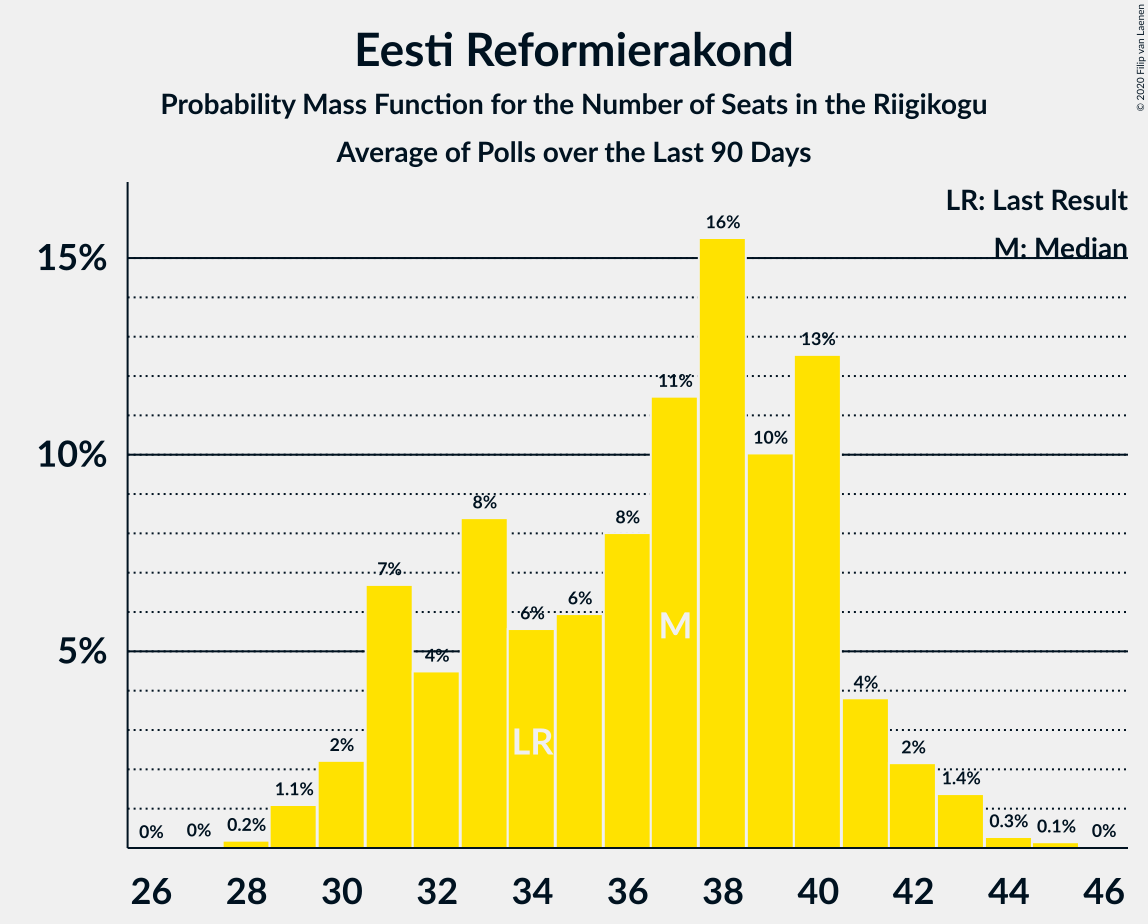 Eesti Reformierakond
Probability Mass Function for the Number of Seats in the Riigikogu
Average of Polls over the Last 90 Days
© 2020 Filip van Laenen
LR: Last Result
M: Median
15%
10%
5%
0%
0%
0.2%
1.1%
2%
7%
4%
8%
6%
6%
8%
11%
16%
10%
13%
4%
2%
1.4%
0.3%
0.1%
0%
LR
M
26 28 30 32 34 36 38 40 42 44 46